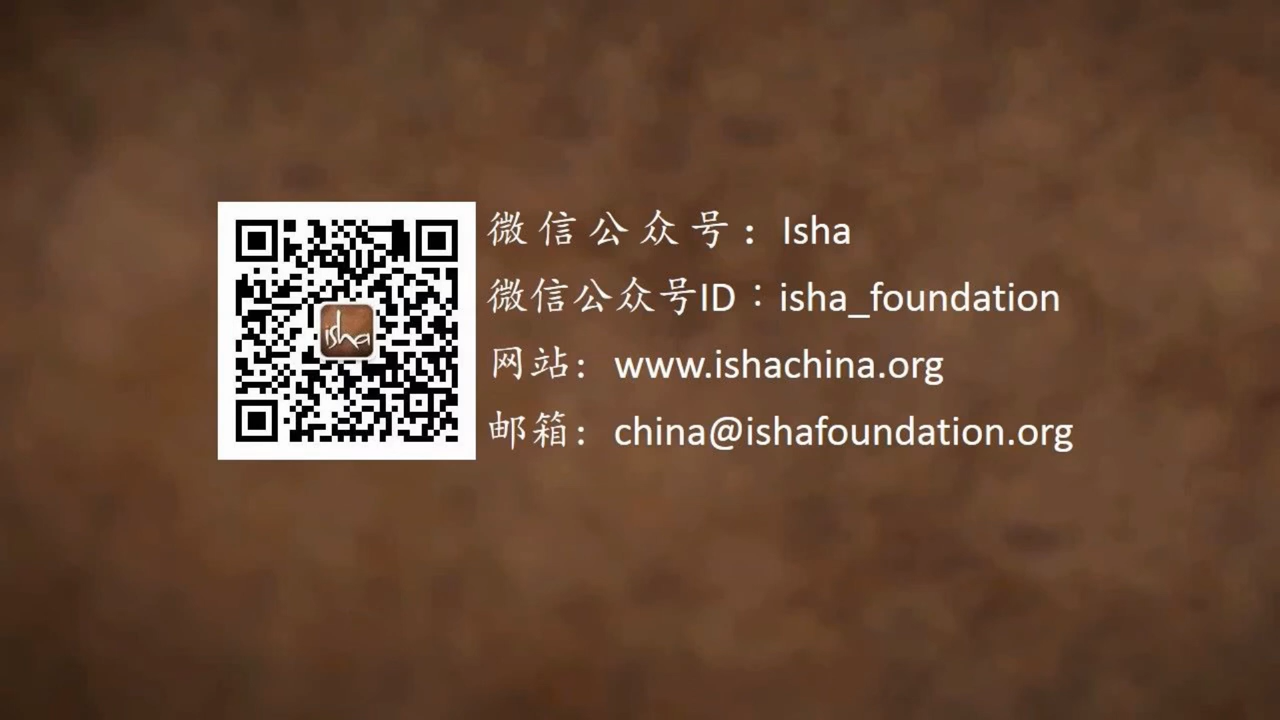 微信公众号：Isha
微信公众号ID：isha_foundation
网站：www.ishachina.org
邮箱：china@ishafoundation.org
isha